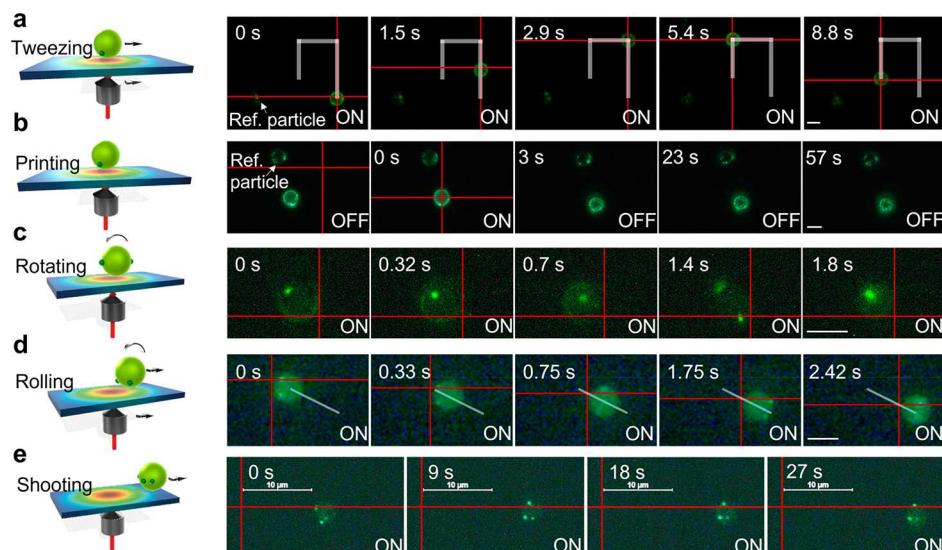 a
Tweezing
0 s
1.5 s
2.9 s
5.4 s
8.8 s
Ref. particle
ON
ON
ON
ON
ON
b
Printing
Ref.
particle
0 s
3 s
23 s
57 s
OFF
ON
OFF
OFF
OFF
c
Rotating
0 s
0.32 s
0.7 s
1.4 s
1.8 s
ON
ON
ON
ON
ON
d
Rolling
0 s
0.33 s
0.75 s
1.75 s
2.42 s
ON
ON
ON
ON
ON
e
Shooting
0 s
9 s
18 s
27 s
10 µm
10 µm
10 µm
10 µm
ON
ON
ON
ON